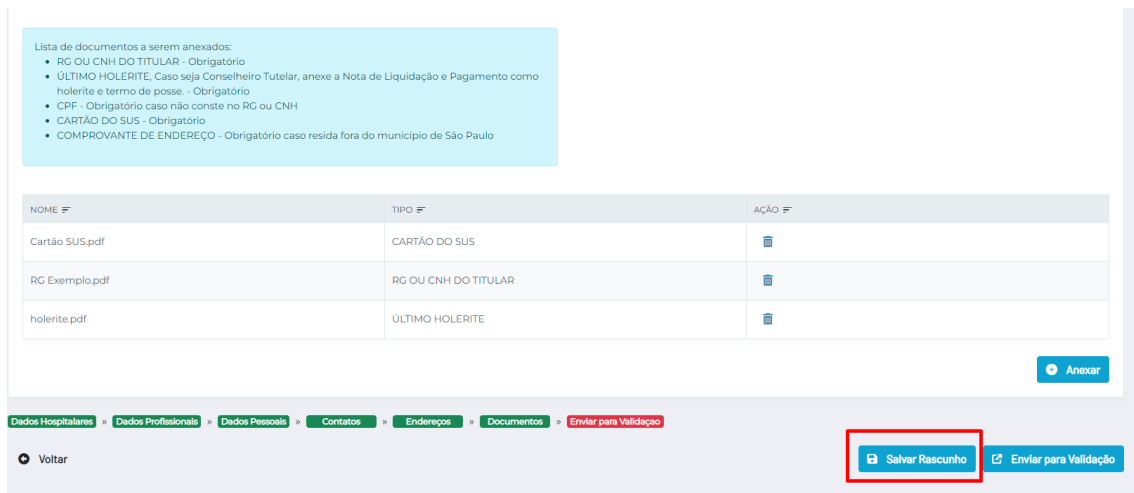 Lista de documentos a serem anexados:
• RG OU CNH DO TITULAR - Obrigatório
• ÚLTIMO HOLERITE, Caso seja Conselheiro Tutelar, anexe a Nota de Liquidação e Pagamento como
holerite e termo de posse. - Obrigatório
• CPF - Obrigatório caso não conste no RG ou CNH
• CARTÃO DO SUS - Obrigatório
• COMPROVANTE DE ENDEREÇO - Obrigatório caso resida fora do município de São Paulo
NOME TIPO AÇÃO
Cartão SUS.pdf CARTÃO DO SUS
RG Exemplo.pdf RG OU CNH DO TITULAR
holerite.pdf ÚLTIMO HOLERITE
Anexar
Dados Hospitalares » Dados Profissionais » Dados Pessoais » Contatos » Endereços » Documentos » Enviar para Validaçao
Voltar Salvar Rascunho Enviar para Validação